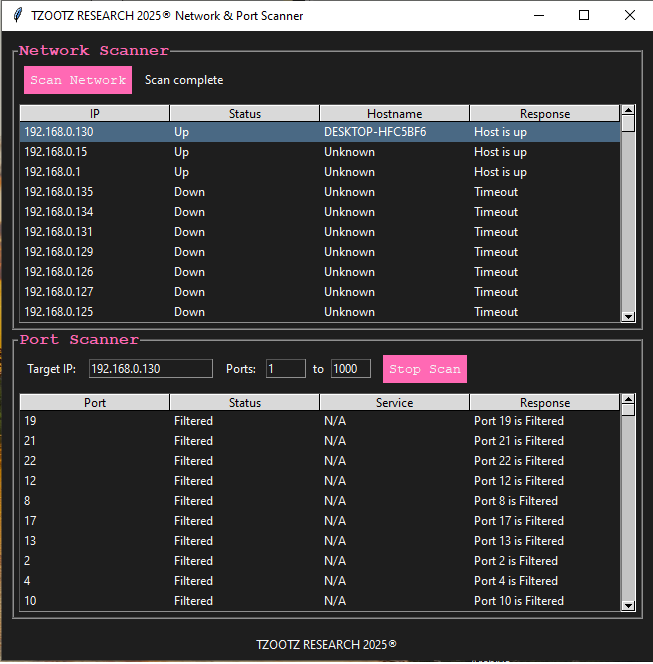 TZOOTZ RESEARCH 2025® Network & Port Scanner
Network Scanner
Scan Network Scan complete
IP Status Hostname Response
192.168.0.130 Up DESKTOP-HFC5BF6 Host is up
192.168.0.15 Up Unknown Host is up
192.168.0.1 Up Unknown Host is up
192.168.0.135 Down Unknown Timeout
192.168.0.134 Down Unknown Timeout
192.168.0.131 Down Unknown Timeout
192.168.0.129 Down Unknown Timeout
192.168.0.126 Down Unknown Timeout
192.168.0.127 Down Unknown Timeout
192.168.0.125 Down Unknown Timeout
Port Scanner
Target IP: 192.168.0.130 Ports: 1 to 1000 Stop Scan
Port Status Service Response
19 Filtered N/A Port 19 is Filtered
21 Filtered N/A Port 21 is Filtered
22 Filtered N/A Port 22 is Filtered
12 Filtered N/A Port 12 is Filtered
8 Filtered N/A Port 8 is Filtered
17 Filtered N/A Port 17 is Filtered
13 Filtered N/A Port 13 is Filtered
2 Filtered N/A Port 2 is Filtered
4 Filtered N/A Port 4 is Filtered
10 Filtered N/A Port 10 is Filtered
TZOOTZ RESEARCH 2025®